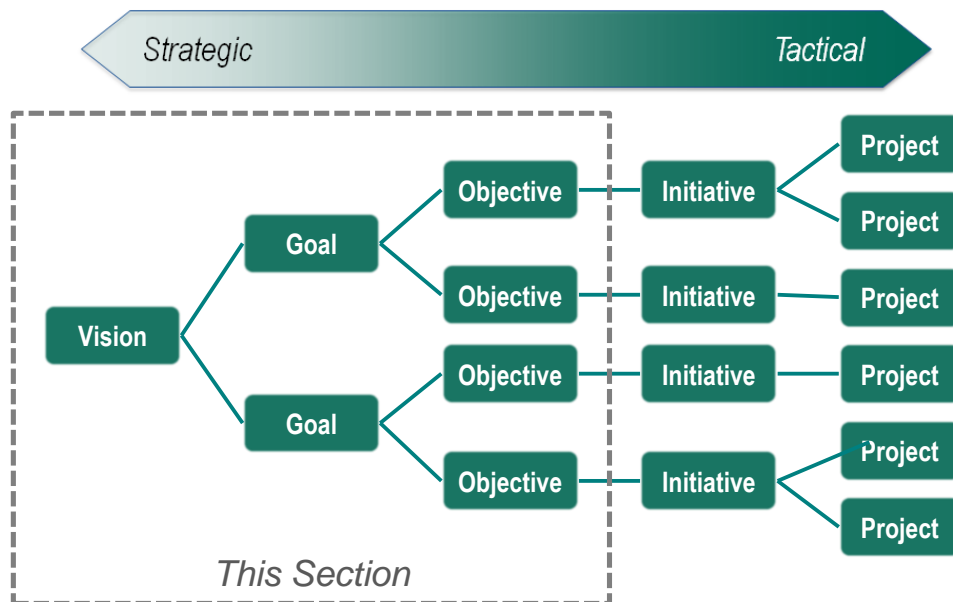 Strategic
Tactical
Project
Objective
Initiative
Project
Goal
Objective
Initiative
Project
Vision
Objective
Initiative
Project
Goal
Project
Objective
Initiative
Project
This Section